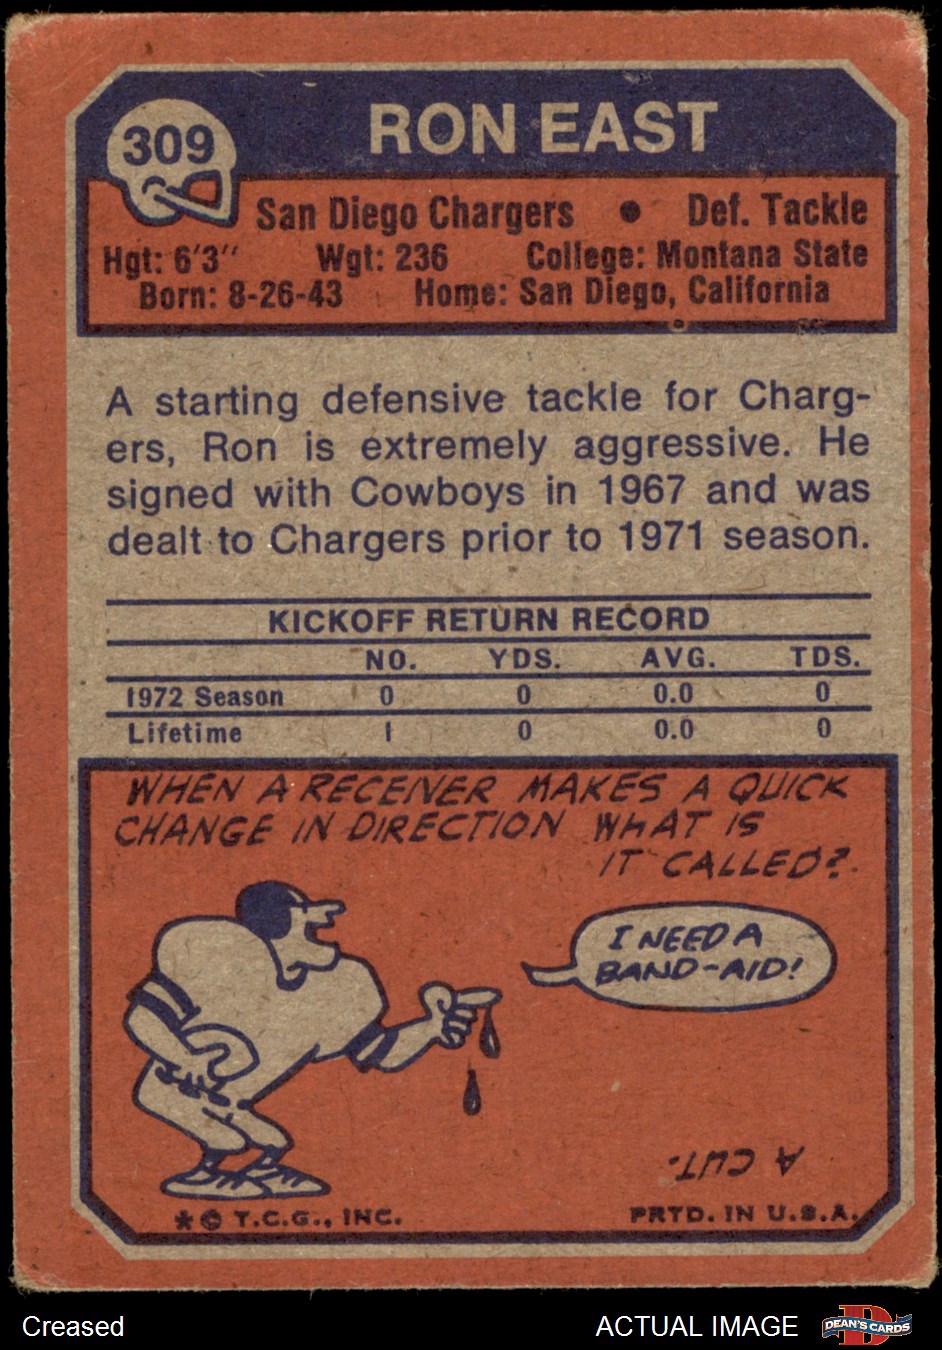 309
RON EAST
San Diego Chargers • Def. Tackle
Hgt: 6'3" Wgt: 236 College: Montana State
Born: 8-26-43 Home: San Diego, California
A starting defensive tackle for Charg-
ers, Ron is extremely aggressive. He
signed with Cowboys in 1967 and was
dealt to Chargers prior to 1971 season.
KICKOFF RETURN RECORD
NO. YDS. AVG. TDS.
1972 Season 0 0 0.0 0
Lifetime 1 0 0.0 0
WHEN A RECEIVER MAKES A QUICK
CHANGE IN DIRECTION WHAT IS
IT CALLED?
I NEED A
BAND-AID!
A CUT.
* © T.C.G., INC. PRTD. IN U.S.A.
Creased ACTUAL IMAGE D DEAN'S CARDS